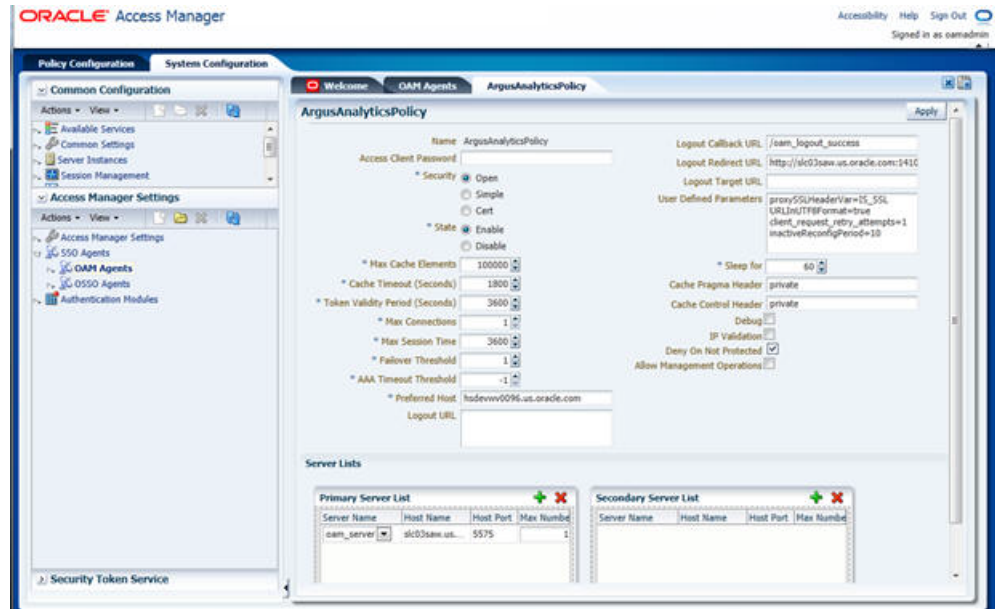 ORACLE Access Manager
Accessibility Help Sign Out
Signed in as oamadmin
Policy Configuration System Configuration
Common Configuration
Actions View
Available Services
Common Settings
Server Instances
Session Management
Access Manager Settings
Actions View
Access Manager Settings
SSO Agents
OAM Agents
OSSO Agents
Authentication Modules
Security Token Service
Welcome OAM Agents ArgusAnalyticsPolicy
ArgusAnalyticsPolicy Apply
Name ArgusAnalyticsPolicy
Access Client Password
* Security Open
Simple
Cert
* State Enable
Disable
* Max Cache Elements 100000
* Cache Timeout (Seconds) 1800
* Token Validity Period (Seconds) 3600
* Max Connections 1
* Max Session Time 3600
* Failover Threshold 1
* AAA Timeout Threshold -1
* Preferred Host hsdevwv0096.us.oracle.com
Logout URL
Logout Callback URL /oam_logout_success
Logout Redirect URL http://slc03saw.us.oracle.com:1410
Logout Target URL
User Defined Parameters proxySSLHeaderVar=IS_SSL
URLInUTF8Format=true
client_request_retry_attempts=1
inactiveReconfigPeriod=10
* Sleep for 60
Cache Pragma Header private
Cache Control Header private
Debug
IP Validation
Deny On Not Protected
Allow Management Operations
Server Lists
Primary Server List
Server Name Host Name Host Port Max Numbe
oam_server slc03saw.us... 5575 1
Secondary Server List
Server Name Host Name Host Port Max Numbe